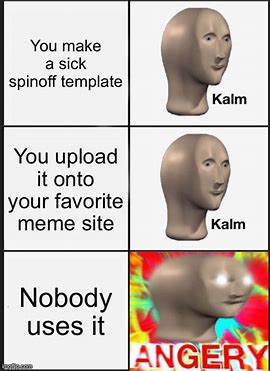 You make
a sick
spinoff template
Kalm
You upload
it onto
your favorite
meme site
Kalm
Nobody
uses it
ANGERY
imgflip.com